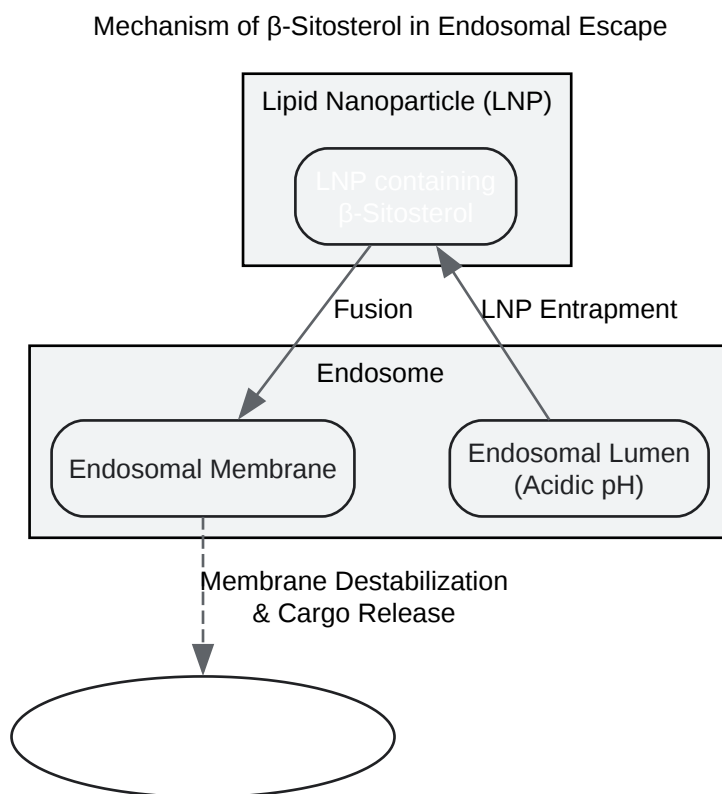 Mechanism of β-Sitosterol in Endosomal Escape
Lipid Nanoparticle (LNP)
LNP containing
β-Sitosterol
Fusion
LNP Entrapment
Endosome
Endosomal Membrane
Endosomal Lumen
(Acidic pH)
Membrane Destabilization
& Cargo Release